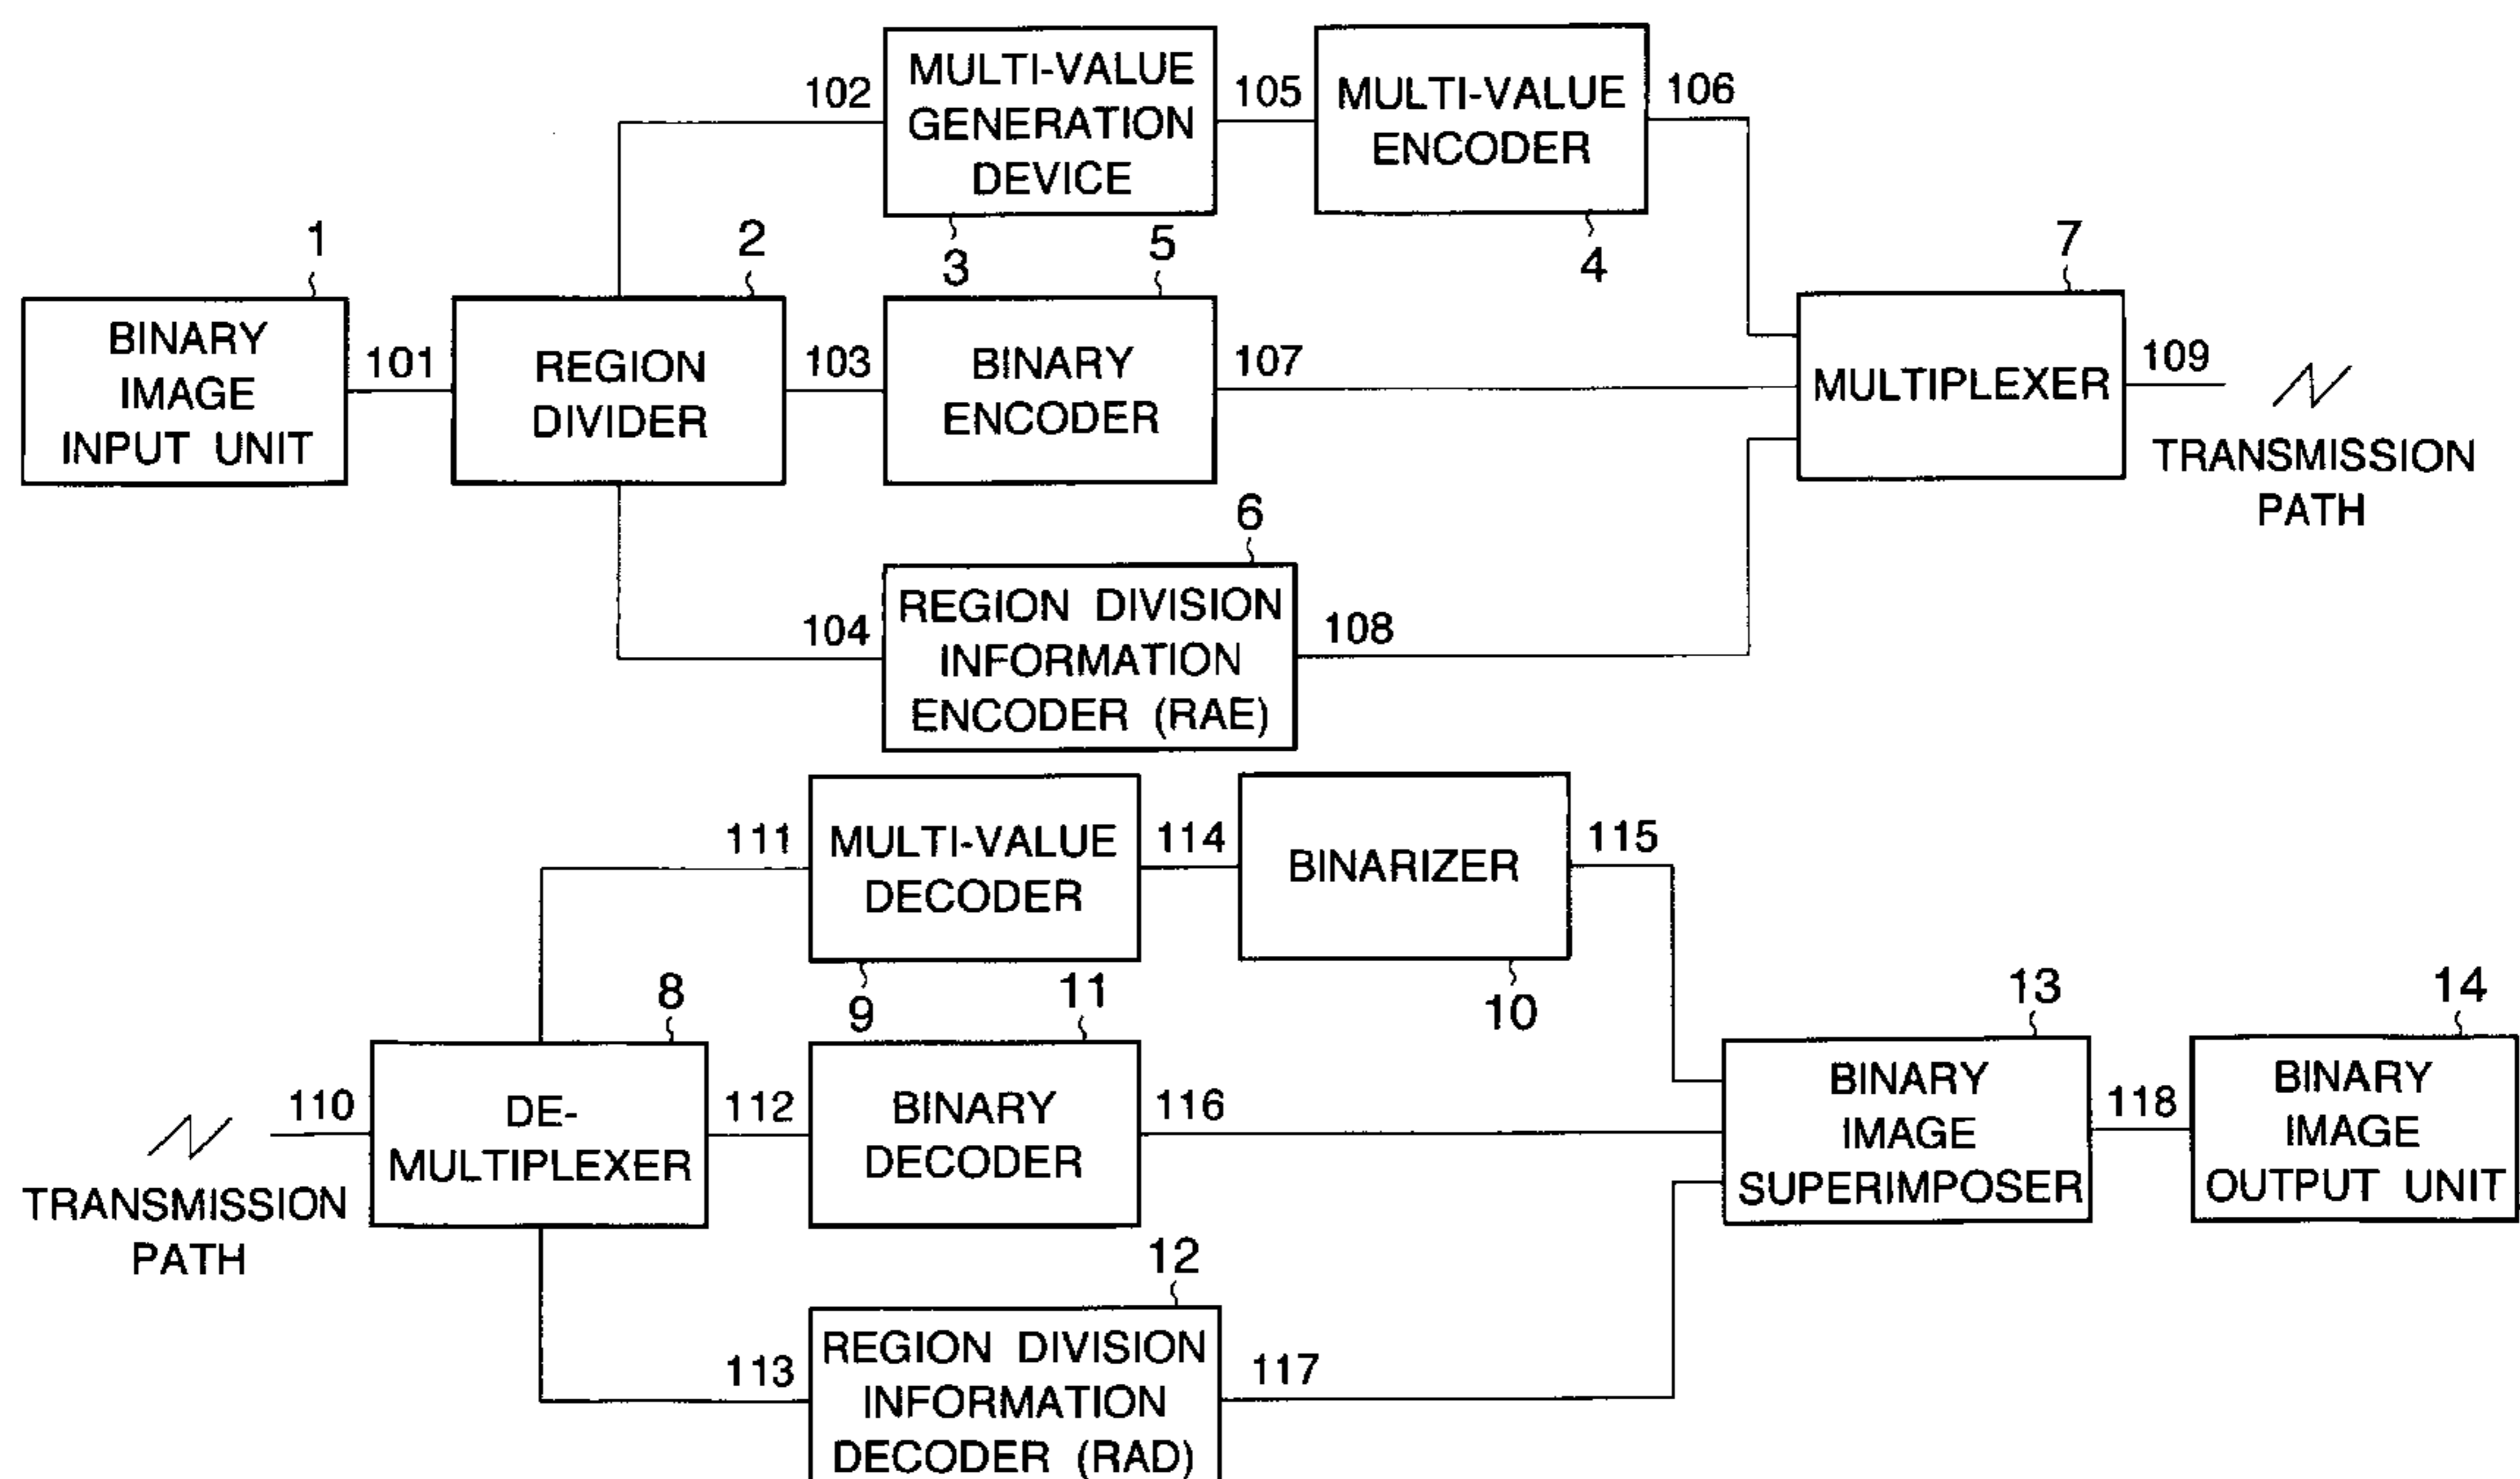 102
MULTI-VALUE
GENERATION
DEVICE
3
105
MULTI-VALUE
ENCODER
4
106
1
BINARY
IMAGE
INPUT UNIT
101
2
REGION
DIVIDER
103
5
BINARY
ENCODER
107
7
MULTIPLEXER
109
TRANSMISSION
PATH
104
6
REGION DIVISION
INFORMATION
ENCODER (RAE)
108
111
MULTI-VALUE
DECODER
9
114
BINARIZER
10
115
TRANSMISSION
PATH
110
8
DE-
MULTIPLEXER
112
11
BINARY
DECODER
116
13
BINARY
IMAGE
SUPERIMPOSER
118
14
BINARY
IMAGE
OUTPUT UNIT
113
12
REGION DIVISION
INFORMATION
DECODER (RAD)
117